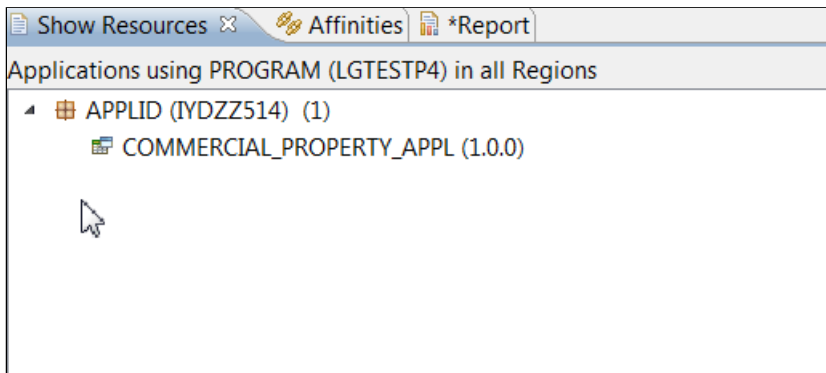 Show Resources Affinities *Report
Applications using PROGRAM (LGTESTP4) in all Regions
APPLID (IYDZZ514) (1)
COMMERCIAL_PROPERTY_APPL (1.0.0)